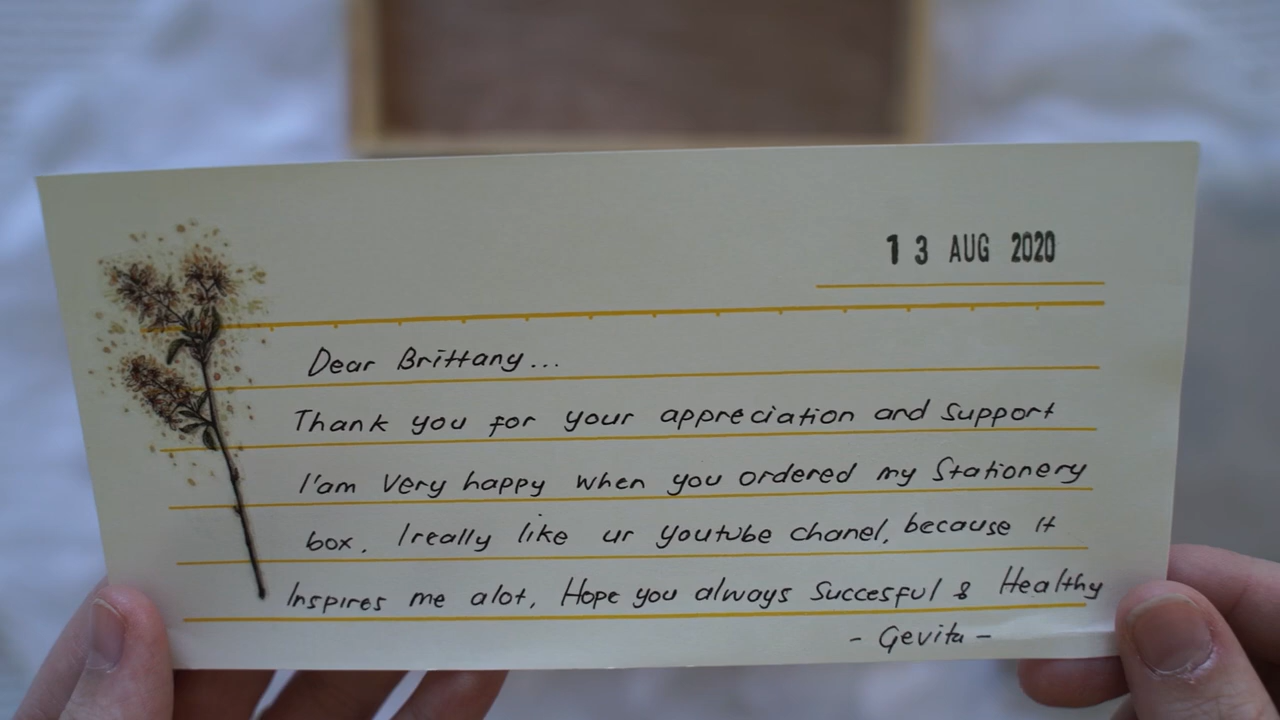 13 AUG 2020
Dear Brittany...
Thank you for your appreciation and support
I'am Very happy when you ordered my Stationery
box. I really like ur youtube chanel, because It
Inspires me alot, Hope you always Succesful & Healthy
- Gevita -